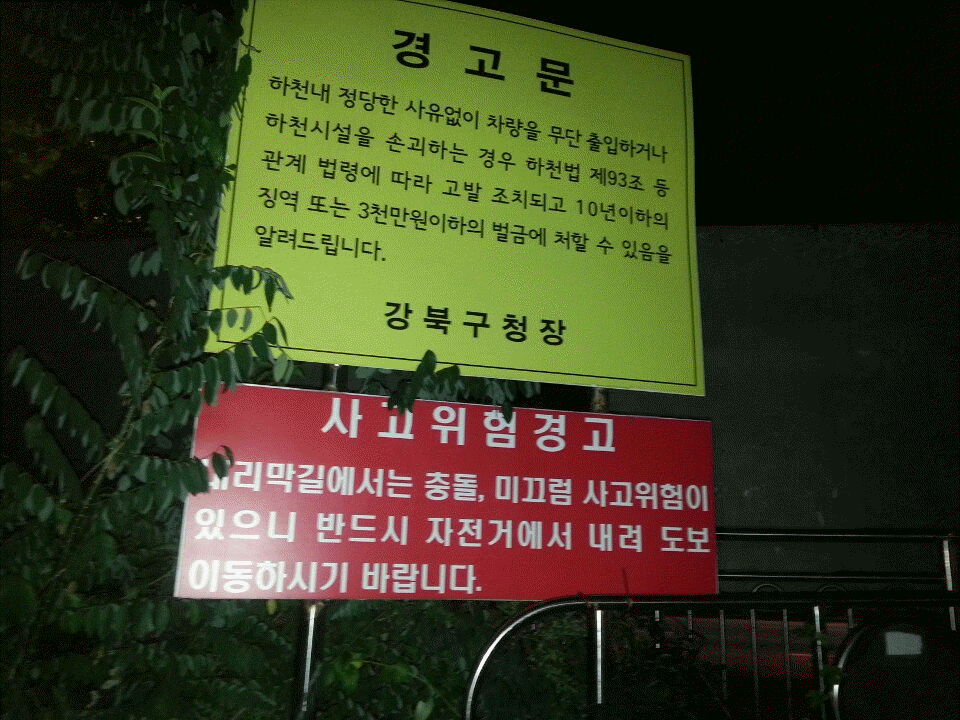 경고문
하천내 정당한 사유없이 차량을 무단 출입하거나
하천시설을 손괴하는 경우 하천법 제93조 등
관계 법령에 따라 고발 조치되고 10년이하의
징역 또는 3천만원이하의 벌금에 처할 수 있음을
알려드립니다.
강북구청장
사고위험경고
내리막길에서는 충돌, 미끄럼 사고위험이
있으니 반드시 자전거에서 내려 도보
이동하시기 바랍니다.